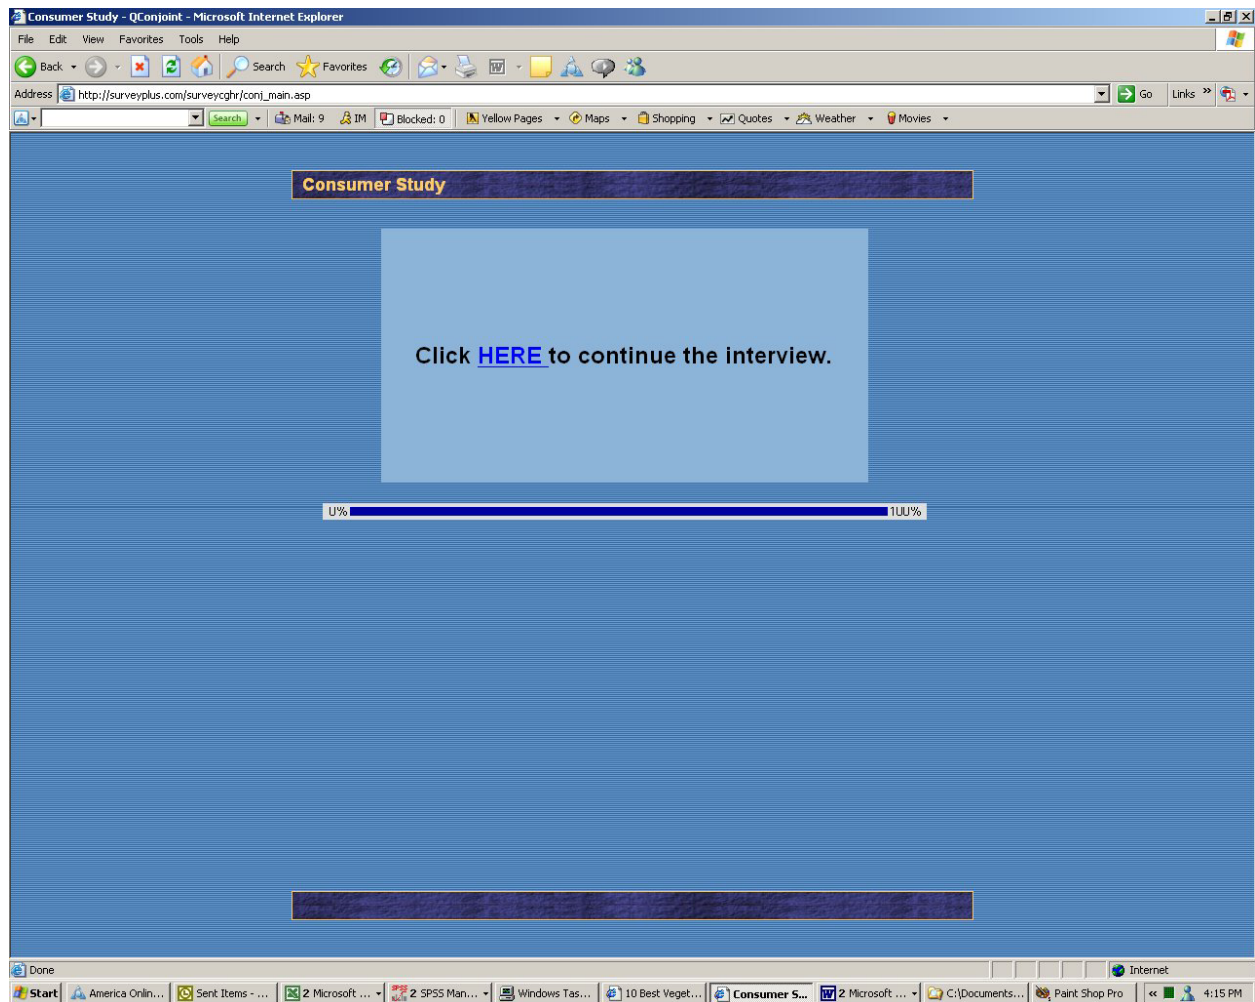 Consumer Study - QConjoint - Microsoft Internet Explorer
File Edit View Favorites Tools Help
Back Search Favorites
Address http://surveyplus.com/surveycghr/conj_main.asp Go Links »
Search Mail: 9 IM Blocked: 0 Yellow Pages Maps Shopping Quotes Weather Movies
Consumer Study
Click HERE to continue the interview.
0% 100%
Done Internet
Start America Onlin... Sent Items - ... 2 Microsoft ... 2 SPSS Man... Windows Tas... 10 Best Veget... Consumer S... 2 Microsoft ... C:\Documents... Paint Shop Pro « 4:15 PM